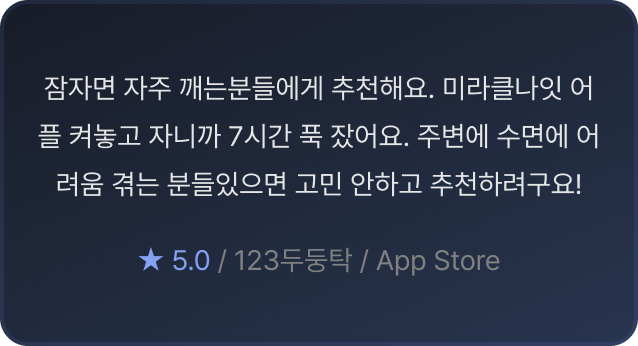 잠자면 자주 깨는분들에게 추천해요. 미라클나잇 어
플 켜놓고 자니까 7시간 푹 잤어요. 주변에 수면에 어
려움 겪는 분들있으면 고민 안하고 추천하려구요!
★ 5.0 / 123두둥탁 / App Store